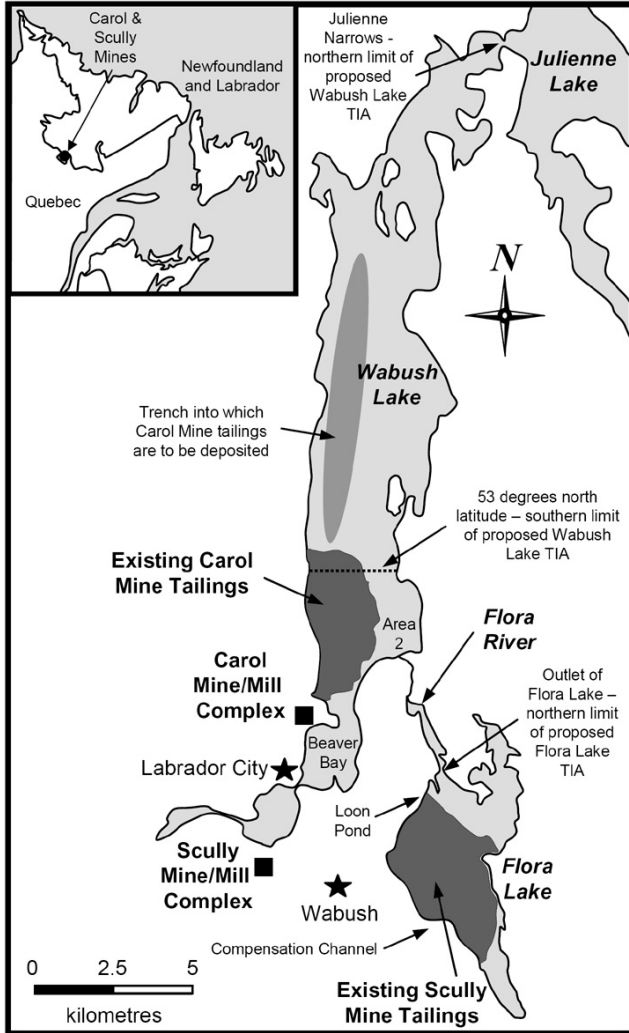 Carol &
Scully
Mines
Newfoundland
and Labrador
Quebec
Julienne
Narrows -
northern limit of
proposed
Wabush Lake
TIA
Julienne
Lake
N
Wabush
Lake
Trench into which
Carol Mine tailings
are to be deposited
53 degrees north
latitude – southern limit
of proposed Wabush
Lake TIA
Existing Carol
Mine Tailings
Area
2
Flora
River
Carol
Mine/Mill
Complex
Outlet of
Flora Lake –
northern limit
of proposed
Flora Lake
TIA
Beaver
Bay
Labrador City
Loon
Pond
Scully
Mine/Mill
Complex
Flora
Lake
Wabush
Compensation Channel
0 2.5 5
kilometres
Existing Scully
Mine Tailings